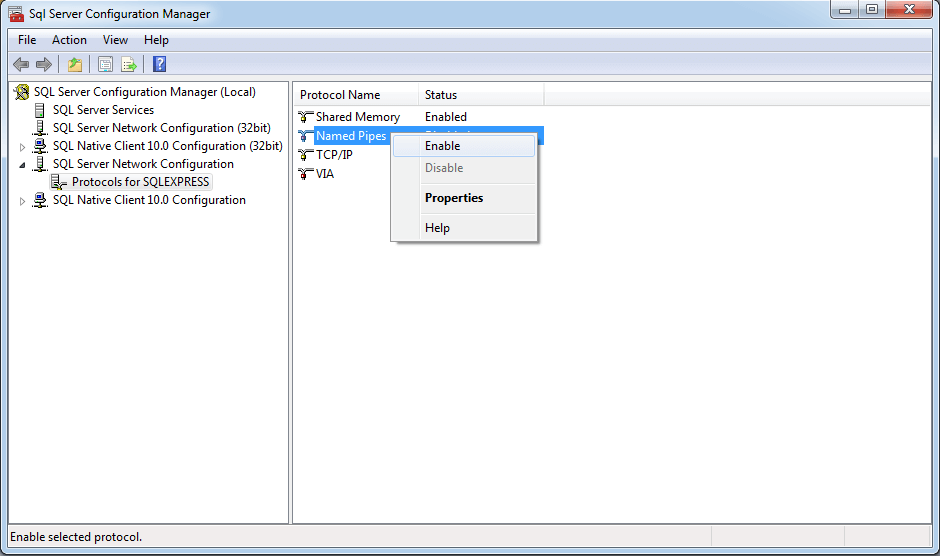 Sql Server Configuration Manager
File Action View Help
SQL Server Configuration Manager (Local)
SQL Server Services
SQL Server Network Configuration (32bit)
SQL Native Client 10.0 Configuration (32bit)
SQL Server Network Configuration
Protocols for SQLEXPRESS
SQL Native Client 10.0 Configuration
Protocol Name Status
Shared Memory Enabled
Named Pipes
TCP/IP
VIA
Enable
Disable
Properties
Help
Enable selected protocol.